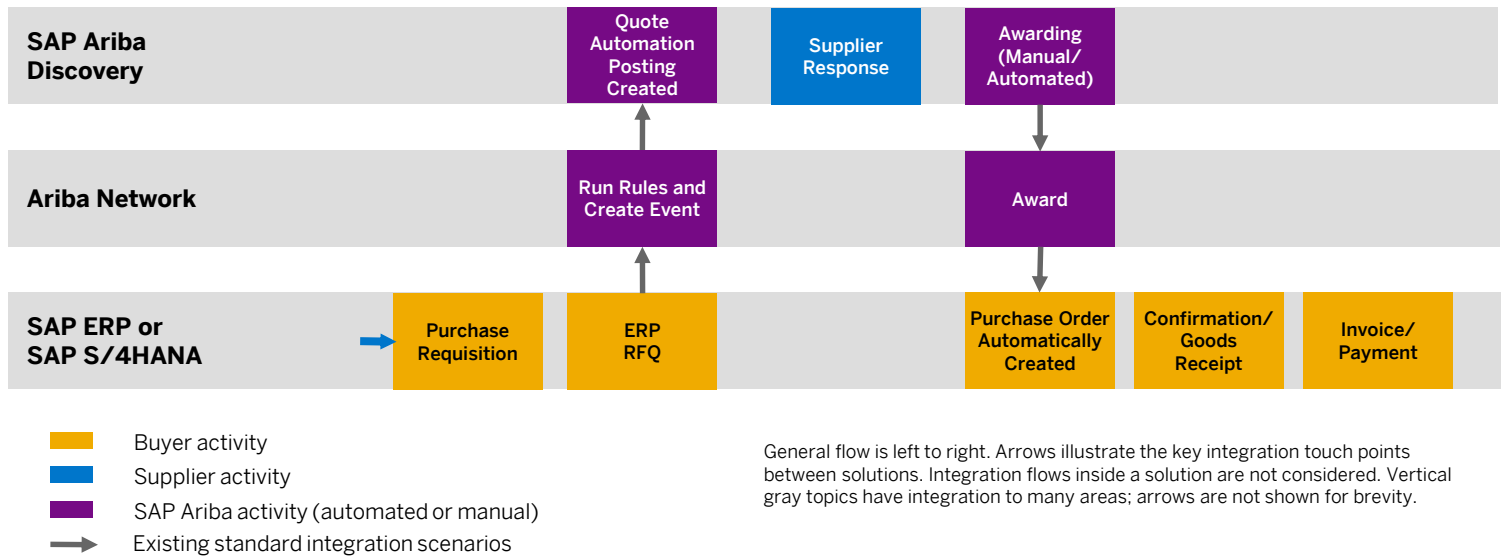 SAP Ariba
Discovery
Quote
Automation
Posting
Created
Supplier
Response
Awarding
(Manual/
Automated)
Ariba Network
Run Rules and
Create Event
Award
SAP ERP or
SAP S/4HANA
Purchase
Requisition
ERP
RFQ
Purchase Order
Automatically
Created
Confirmation/
Goods
Receipt
Invoice/
Payment
Buyer activity
Supplier activity
SAP Ariba activity (automated or manual)
Existing standard integration scenarios
General flow is left to right. Arrows illustrate the key integration touch points
between solutions. Integration flows inside a solution are not considered. Vertical
gray topics have integration to many areas; arrows are not shown for brevity.